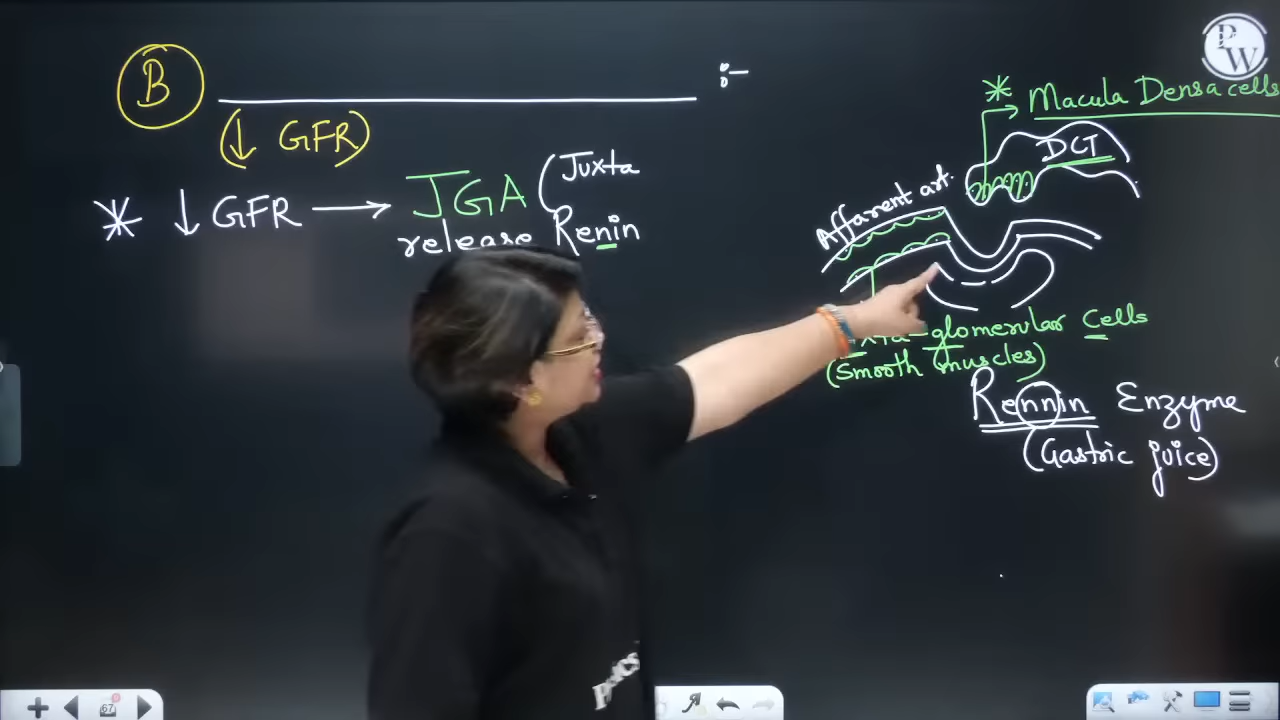 B
:-
(↓ GFR)
* ↓ GFR → JGA (Juxta
release Renin
PW
* Macula Densa cells
DCT
Afferent art.
glomerular Cells
(Smooth Muscles)
Rennin Enzyme
(Gastric juice)
67